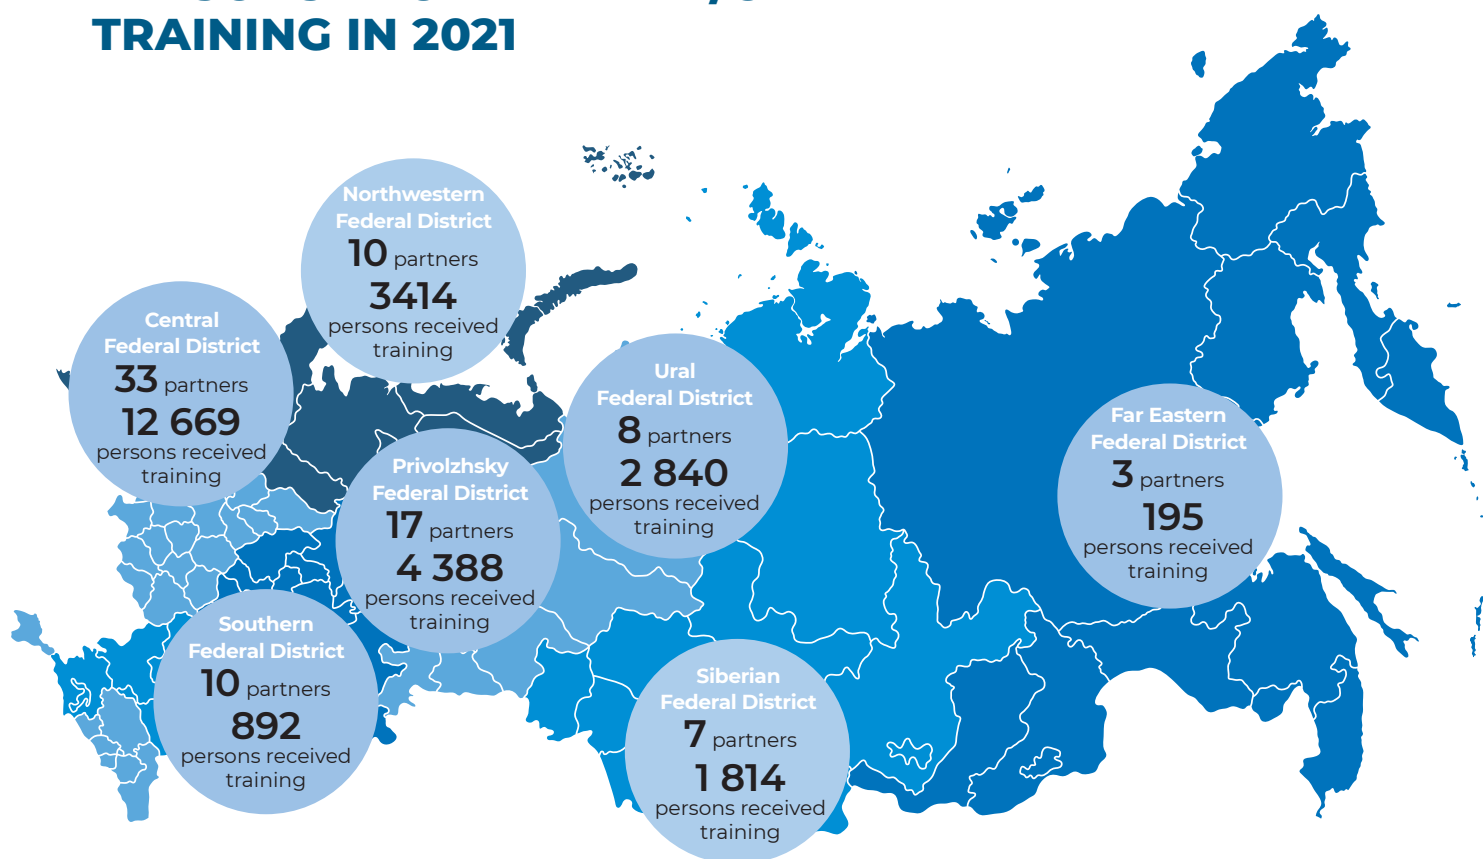 TRAINING IN 2021
Northwestern
Federal District
10 partners
3414
persons received
training
Central
Federal District
33 partners
12 669
persons received
training
Ural
Federal District
8 partners
2 840
persons received
training
Far Eastern
Federal District
3 partners
195
persons received
training
Privolzhsky
Federal District
17 partners
4 388
persons received
training
Southern
Federal District
10 partners
892
persons received
training
Siberian
Federal District
7 partners
1 814
persons received
training